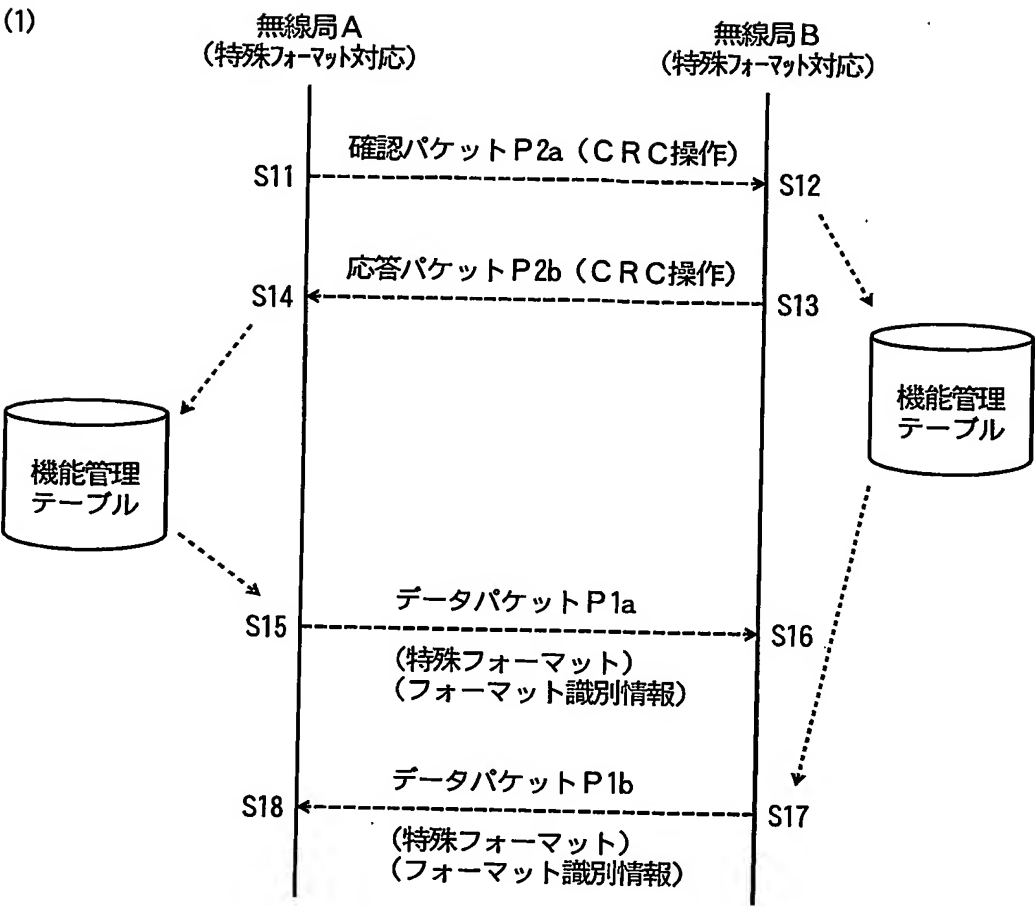 (1)
無線局A
(特殊フォーマット対応)
無線局B
(特殊フォーマット対応)
確認パケットP2a(CRC操作)
S11
S12
応答パケットP2b(CRC操作)
S14
S13
機能管理
テーブル
機能管理
テーブル
データパケットP1a
S15
S16
(特殊フォーマット)
(フォーマット識別情報)
データパケットP1b
S18
S17
(特殊フォーマット)
(フォーマット識別情報)